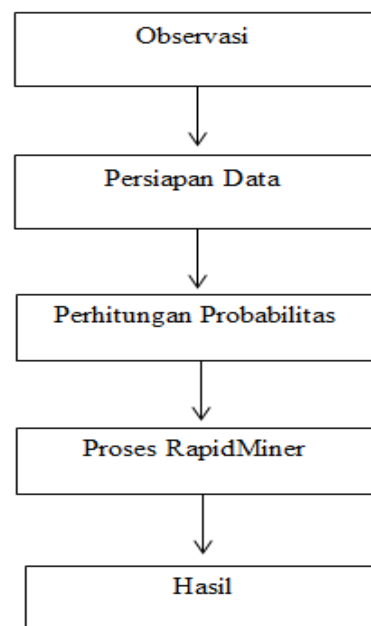 Observasi
Persiapan Data
Perhitungan Probabilitas
Proses RapidMiner
Hasil